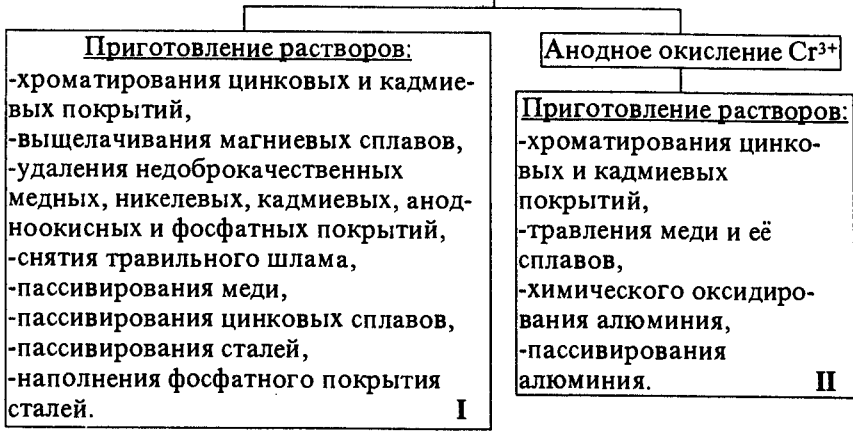 Приготовление растворов:
-хроматирования цинковых и кадмие-
вых покрытий,
-выщелачивания магниевых сплавов,
-удаления недоброкачественных
медных, никелевых, кадмиевых, анод-
ноокисных и фосфатных покрытий,
-снятия травильного шлама,
-пассивирования меди,
-пассивирования цинковых сплавов,
-пассивирования сталей,
-наполнения фосфатного покрытия
сталей. I
Анодное окисление Cr³⁺
Приготовление растворов:
-хроматирования цинко-
вых и кадмиевых
покрытий,
-травления меди и её
сплавов,
-химического оксидиро-
вания алюминия,
-пассивирования
алюминия. II